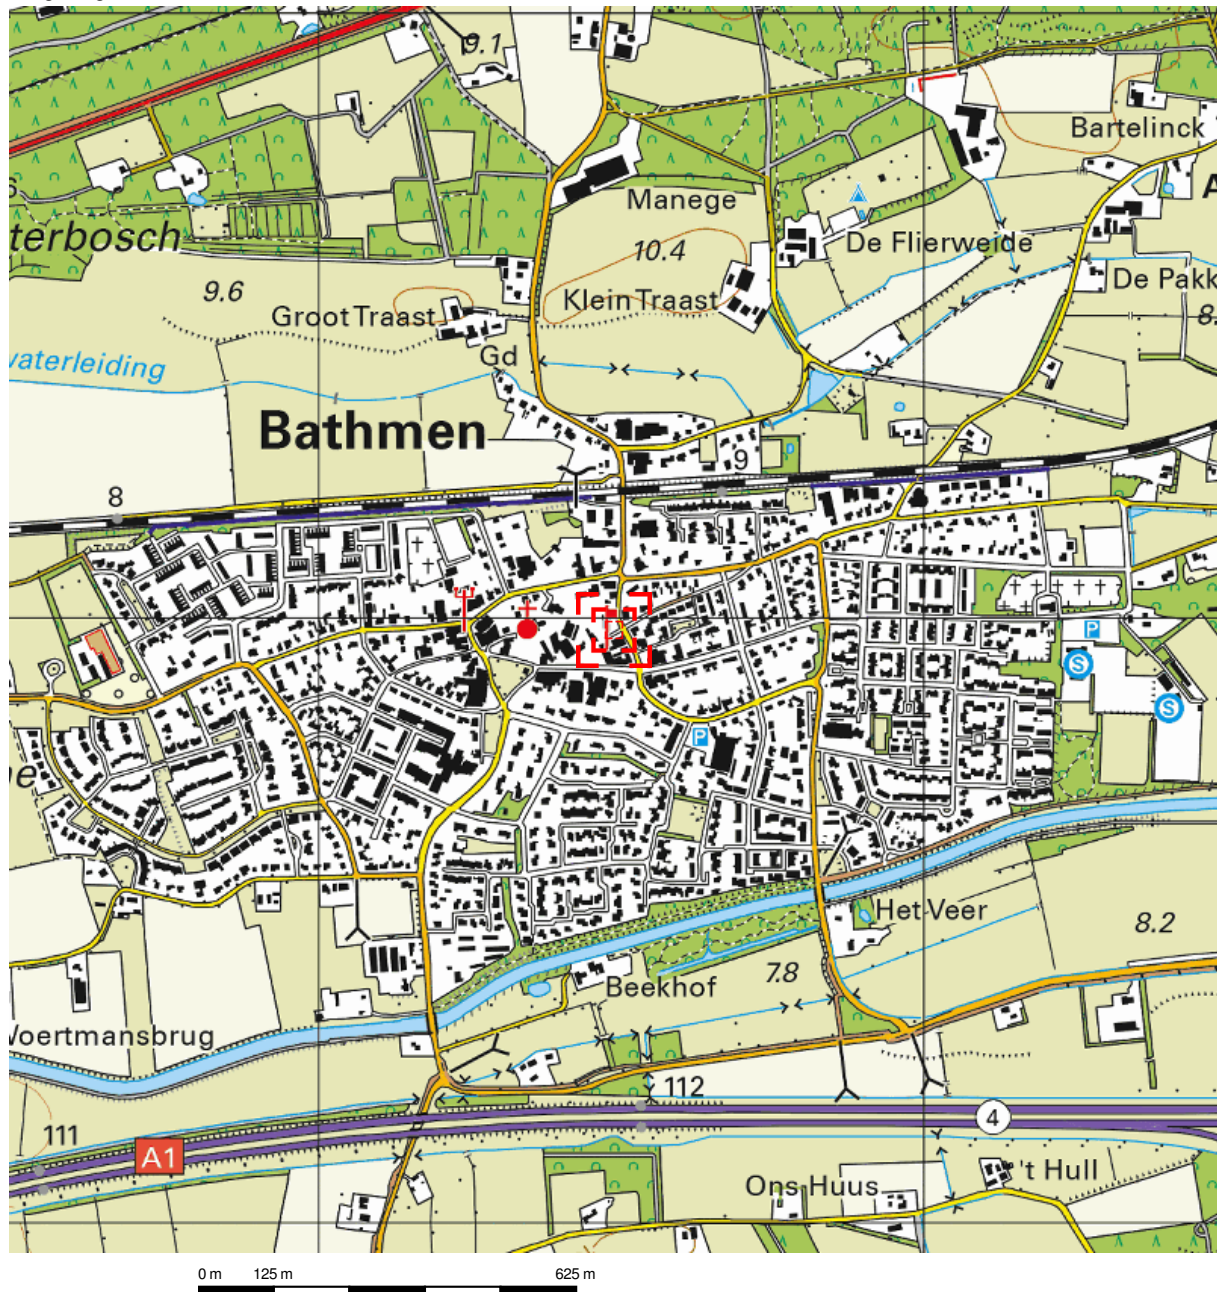 9.1
Bartelinck
A
Manege
terbosch
De Flierweide
10.4
9.6
De Pakk
Klein Traast
Groot Traast
8.
Gd
vaterleiding
Bathmen
9
8
P
S
S
P
e
Het Veer
8.2
7.8
Beekhof
Voertmansbrug
112
4
111
A1
't Hull
Ons Huus
0 m 125 m 625 m